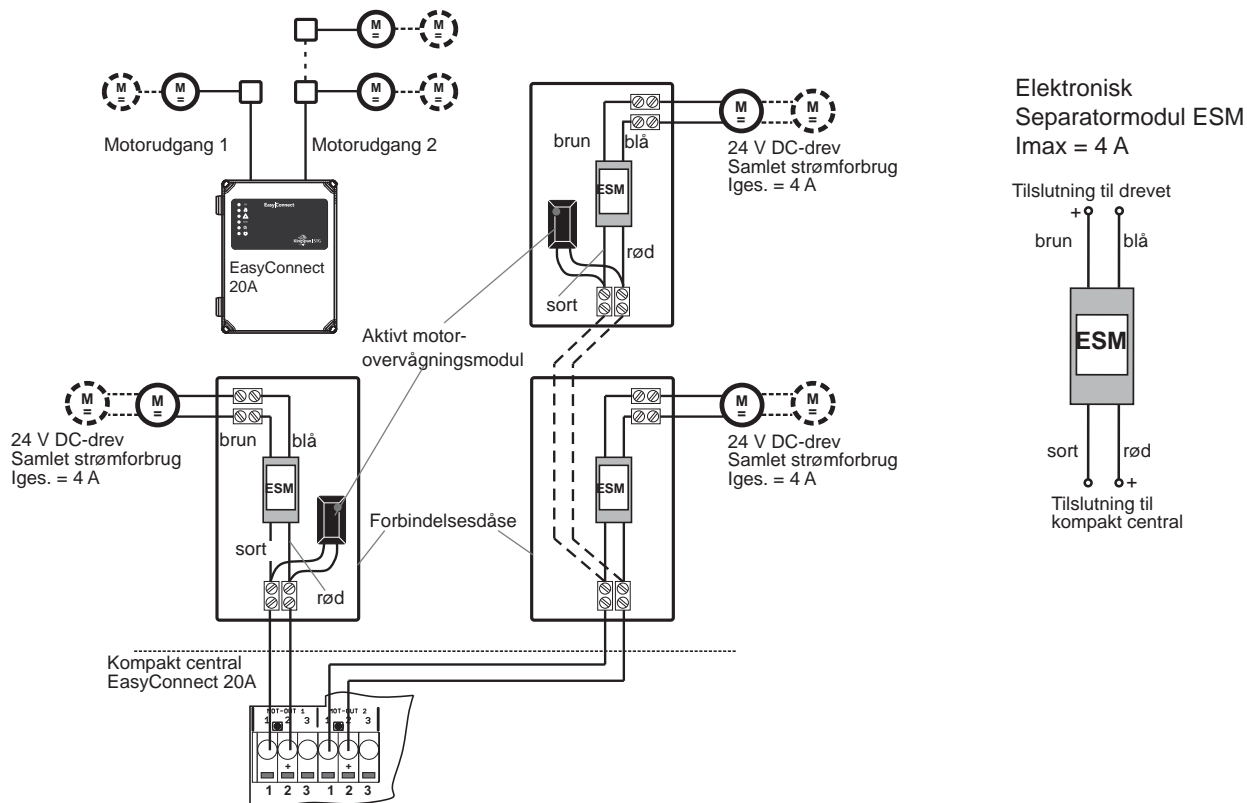 M
=
M
=
M
=
M
=
M
=
M
=
Motorudgang 1
Motorudgang 2
EasyConnect
EasyConnect
20A
brun
blå
ESM
rød
sort
M
=
M
=
24 V DC-drev
Samlet strømforbrug
Iges. = 4 A
Elektronisk
Separatormodul ESM
Imax = 4 A
Tilslutning til drevet
+
brun
blå
ESM
sort
rød
+
Tilslutning til
kompakt central
Aktivt motor-
overvågningsmodul
M
=
M
=
24 V DC-drev
Samlet strømforbrug
Iges. = 4 A
brun
blå
ESM
sort
rød
Forbindelsesdåse
ESM
M
=
M
=
24 V DC-drev
Samlet strømforbrug
Iges. = 4 A
Kompakt central
EasyConnect 20A
MOT-OUT 1 MOT-OUT 2
1 2 3 1 2 3
+ +
1 2 3 1 2 3